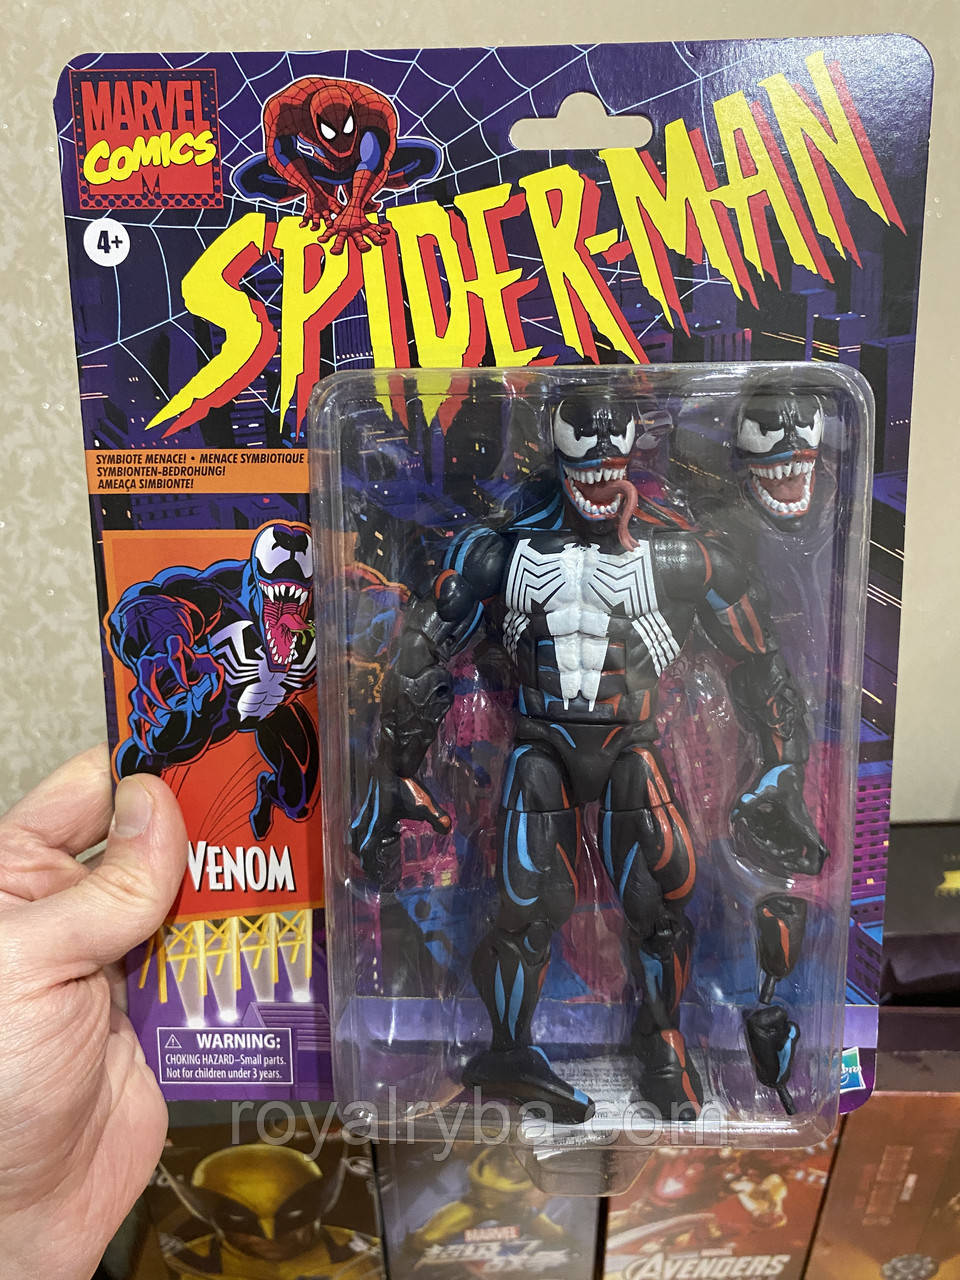 MARVEL
COMICS
4+
SPIDER-MAN
SYMBIOTE MENACE! • MENACE SYMBIOTIQUE
SYMBIONTEN-BEDROHUNG!
AMEAÇA SIMBIONTE!
VENOM
WARNING:
CHOKING HAZARD–Small parts.
Not for children under 3 years.
royalryba.com
MARVEL
AVENGERS